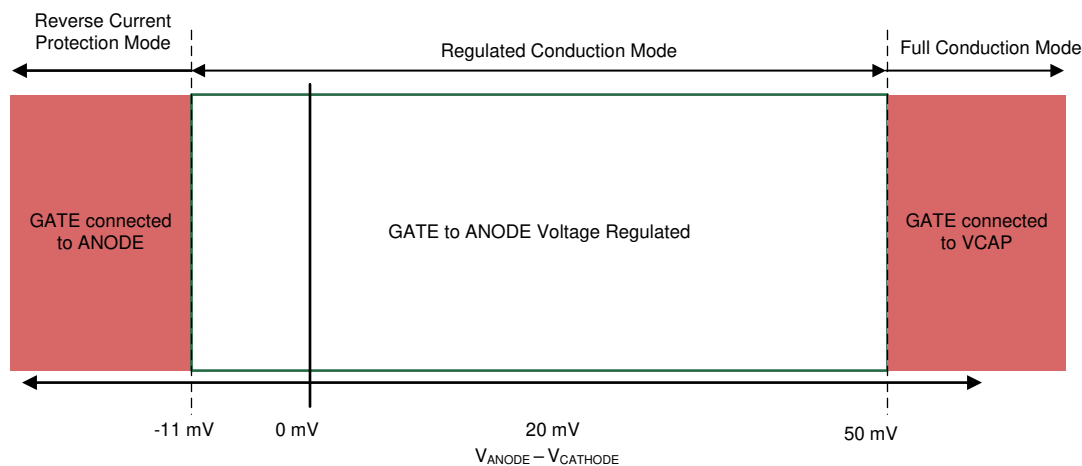 Reverse Current
Protection Mode
Regulated Conduction Mode
Full Conduction Mode
GATE connected
to ANODE
GATE to ANODE Voltage Regulated
GATE connected
to VCAP
-11 mV
0 mV
20 mV
50 mV
VANODE – VCATHODE